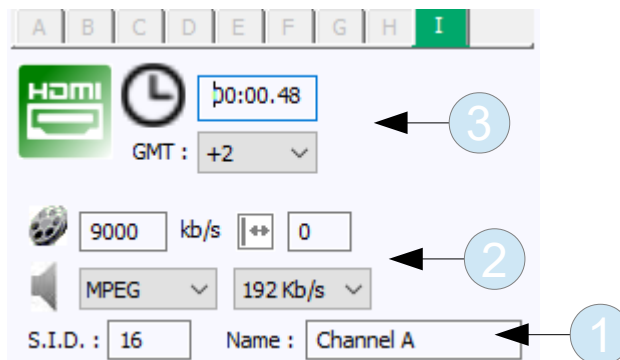 A B C D E F G H I
HDMI
00:00.48
3
GMT : +2
9000 kb/s 0
2
MPEG 192 Kb/s
S.I.D. : 16 Name : Channel A
1